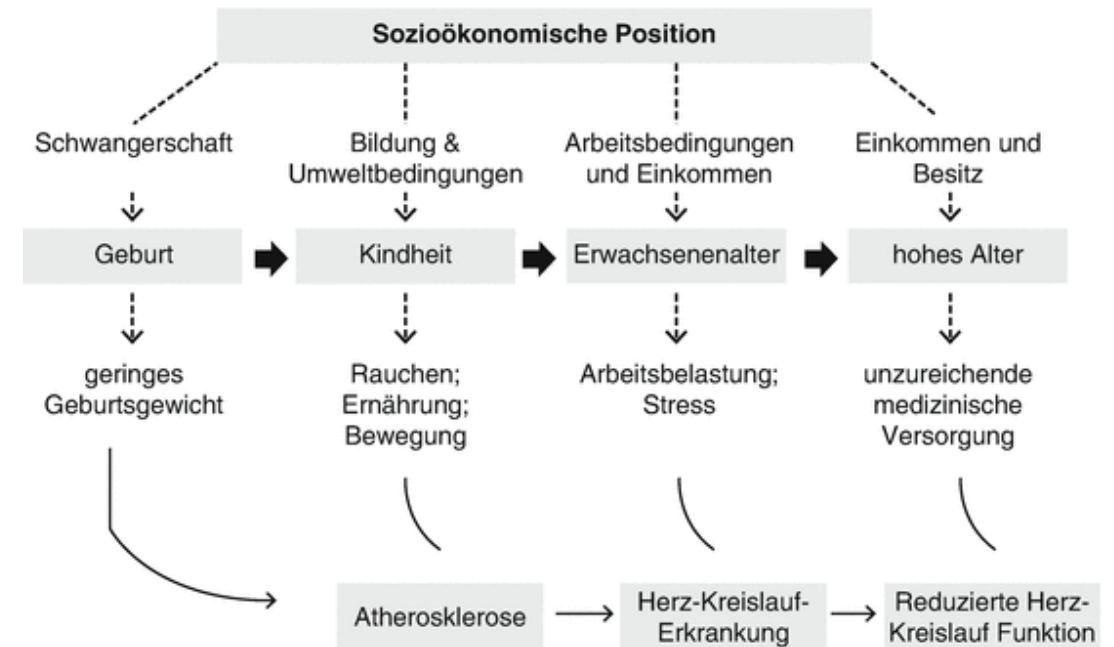 Sozioökonomische Position
Schwangerschaft
Bildung &
Umweltbedingungen
Arbeitsbedingungen
und Einkommen
Einkommen und
Besitz
Geburt
Kindheit
Erwachsenenalter
hohes Alter
geringes
Geburtsgewicht
Rauchen;
Ernährung;
Bewegung
Arbeitsbelastung;
Stress
unzureichende
medizinische
Versorgung
Atherosklerose
Herz-Kreislauf-
Erkrankung
Reduzierte Herz-
Kreislauf Funktion